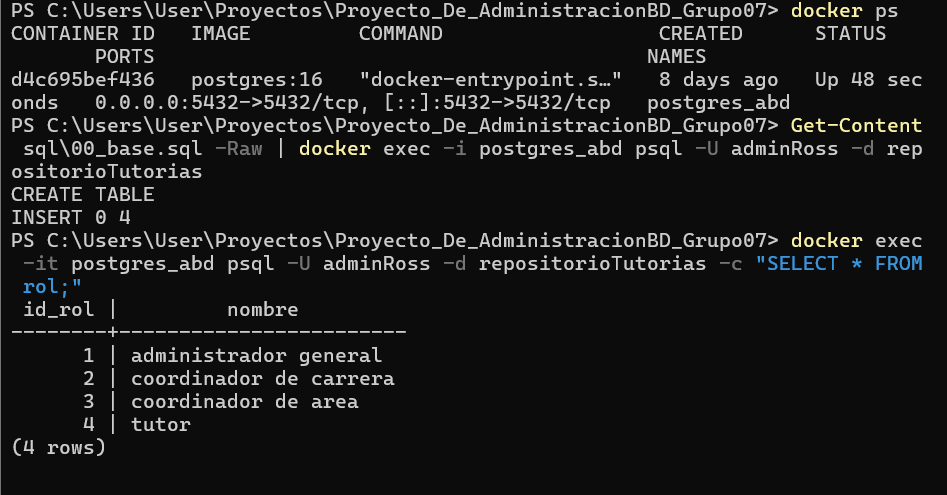 PS C:\Users\User\Proyectos\Proyecto_De_AdministracionBD_Grupo07> docker ps
CONTAINER ID   IMAGE         COMMAND                  CREATED      STATUS
       PORTS                                         NAMES
d4c695bef436   postgres:16   "docker-entrypoint.s…"   8 days ago   Up 48 sec
onds   0.0.0.0:5432->5432/tcp, [::]:5432->5432/tcp   postgres_abd
PS C:\Users\User\Proyectos\Proyecto_De_AdministracionBD_Grupo07> Get-Content
 sql\00_base.sql -Raw | docker exec -i postgres_abd psql -U adminRoss -d rep
ositorioTutorias
CREATE TABLE
INSERT 0 4
PS C:\Users\User\Proyectos\Proyecto_De_AdministracionBD_Grupo07> docker exec
 -it postgres_abd psql -U adminRoss -d repositorioTutorias -c "SELECT * FROM
 rol;"
 id_rol |         nombre
--------+------------------------
      1 | administrador general
      2 | coordinador de carrera
      3 | coordinador de area
      4 | tutor
(4 rows)